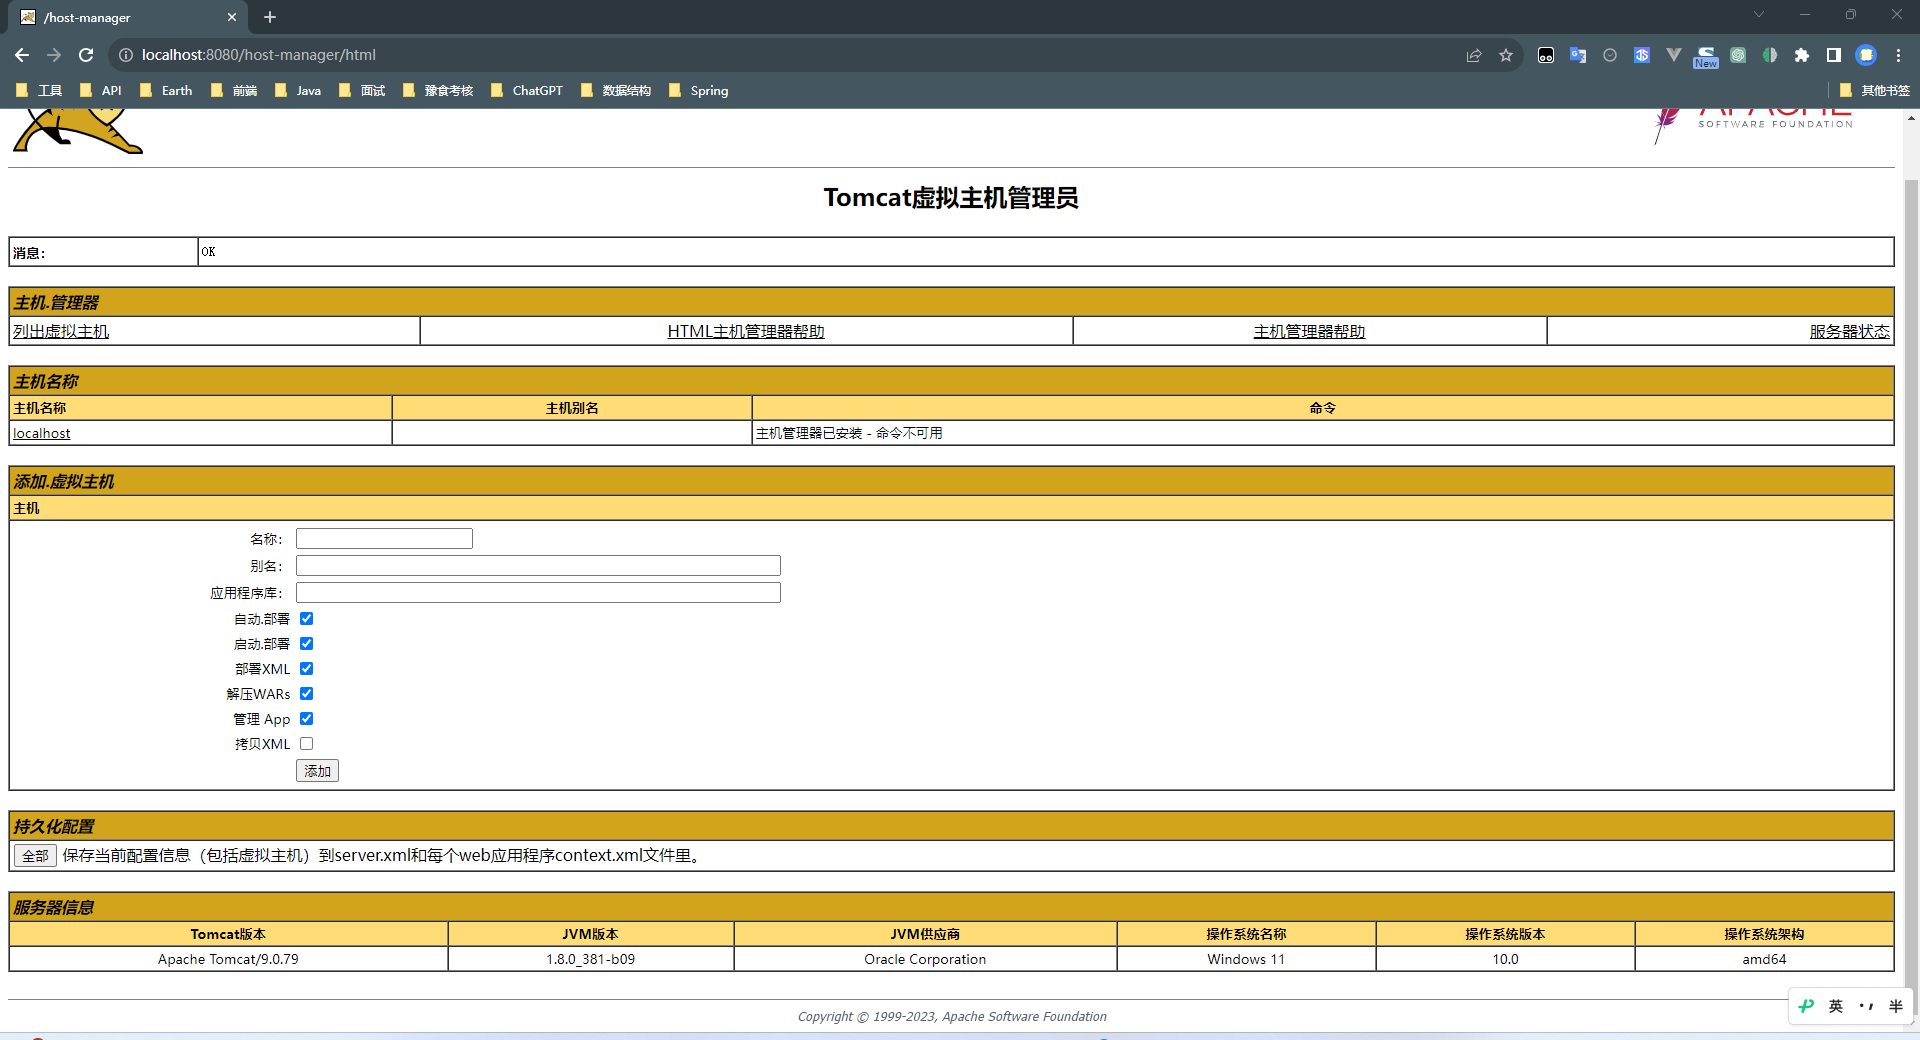 /host-manager
localhost:8080/host-manager/html
New
工具 API Earth 前端 Java 面试 豫食考核 ChatGPT 数据结构 Spring 其他书签
APACHE
SOFTWARE FOUNDATION
Tomcat虚拟主机管理员
消息: OK
主机.管理器
列出虚拟主机 HTML主机管理器帮助 主机管理器帮助 服务器状态
主机名称
主机名称 主机别名 命令
localhost 主机管理器已安装 - 命令不可用
添加.虚拟主机
主机
名称:
别名:
应用程序库:
自动.部署
启动.部署
部署XML
解压WARs
管理 App
拷贝XML
添加
持久化配置
全部 保存当前配置信息（包括虚拟主机）到server.xml和每个web应用程序context.xml文件里。
服务器信息
Tomcat版本 JVM版本 JVM供应商 操作系统名称 操作系统版本 操作系统架构
Apache Tomcat/9.0.79 1.8.0_381-b09 Oracle Corporation Windows 11 10.0 amd64
英 半
Copyright © 1999-2023, Apache Software Foundation